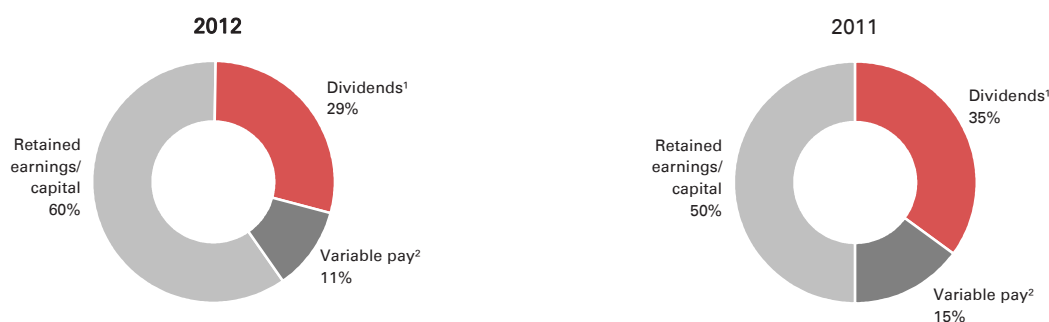 2012
Dividends¹
29%
Retained
earnings/
capital
60%
Variable pay²
11%
2011
Dividends¹
35%
Retained
earnings/
capital
50%
Variable pay²
15%